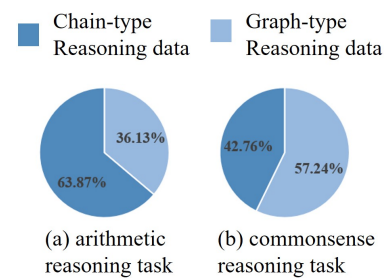 Chain-type
Reasoning data
Graph-type
Reasoning data
36.13%
63.87%
42.76%
57.24%
(a) arithmetic
reasoning task
(b) commonsense
reasoning task